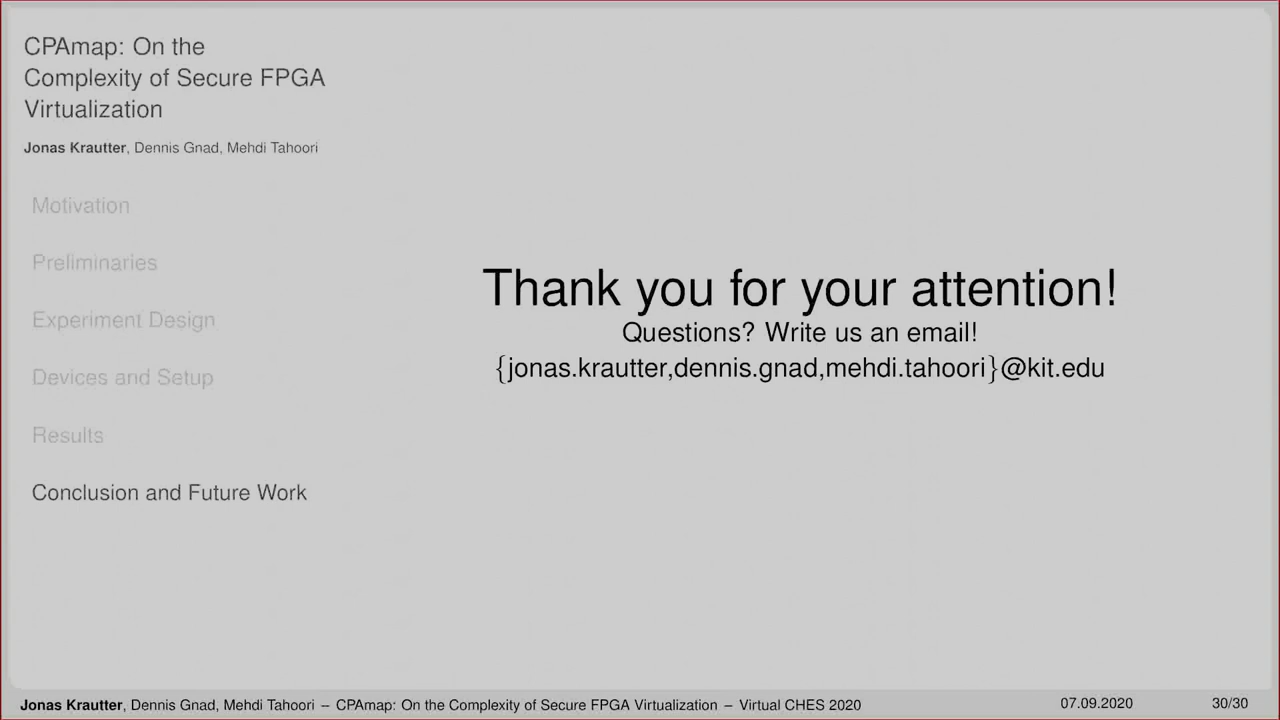 CPAmap: On the
Complexity of Secure FPGA
Virtualization
Jonas Krautter, Dennis Gnad, Mehdi Tahoori
Motivation
Preliminaries
Experiment Design
Devices and Setup
Results
Conclusion and Future Work
Thank you for your attention!
Questions? Write us an email!
{jonas.krautter,dennis.gnad,mehdi.tahoori}@kit.edu
Jonas Krautter, Dennis Gnad, Mehdi Tahoori – CPAmap: On the Complexity of Secure FPGA Virtualization – Virtual CHES 2020 07.09.2020 30/30